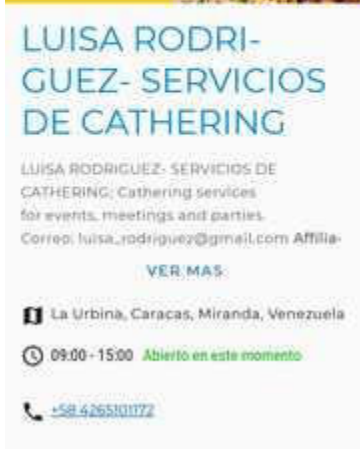 LUISA RODRI-
GUEZ- SERVICIOS
DE CATHERING
LUISA RODRIGUEZ- SERVICIOS DE
CATHERING; Cathering services
for events, meetings and parties.
Correo: luisa_rodriguez@gmail.com Affilia-
VER MAS
La Urbina, Caracas, Miranda, Venezuela
09:00 - 15:00 Abierto en este momento
+58 4265101172